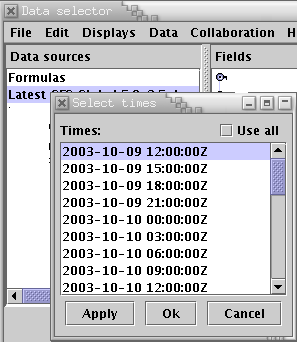 Data selector
File Edit Displays Data Collaboration H
Data sources
Fields
Formulas
Latest
Select times
Times:
Use all
2003-10-09 12:00:00Z
2003-10-09 15:00:00Z
2003-10-09 18:00:00Z
2003-10-09 21:00:00Z
2003-10-10 00:00:00Z
2003-10-10 03:00:00Z
2003-10-10 06:00:00Z
2003-10-10 09:00:00Z
2003-10-10 12:00:00Z
Apply Ok Cancel